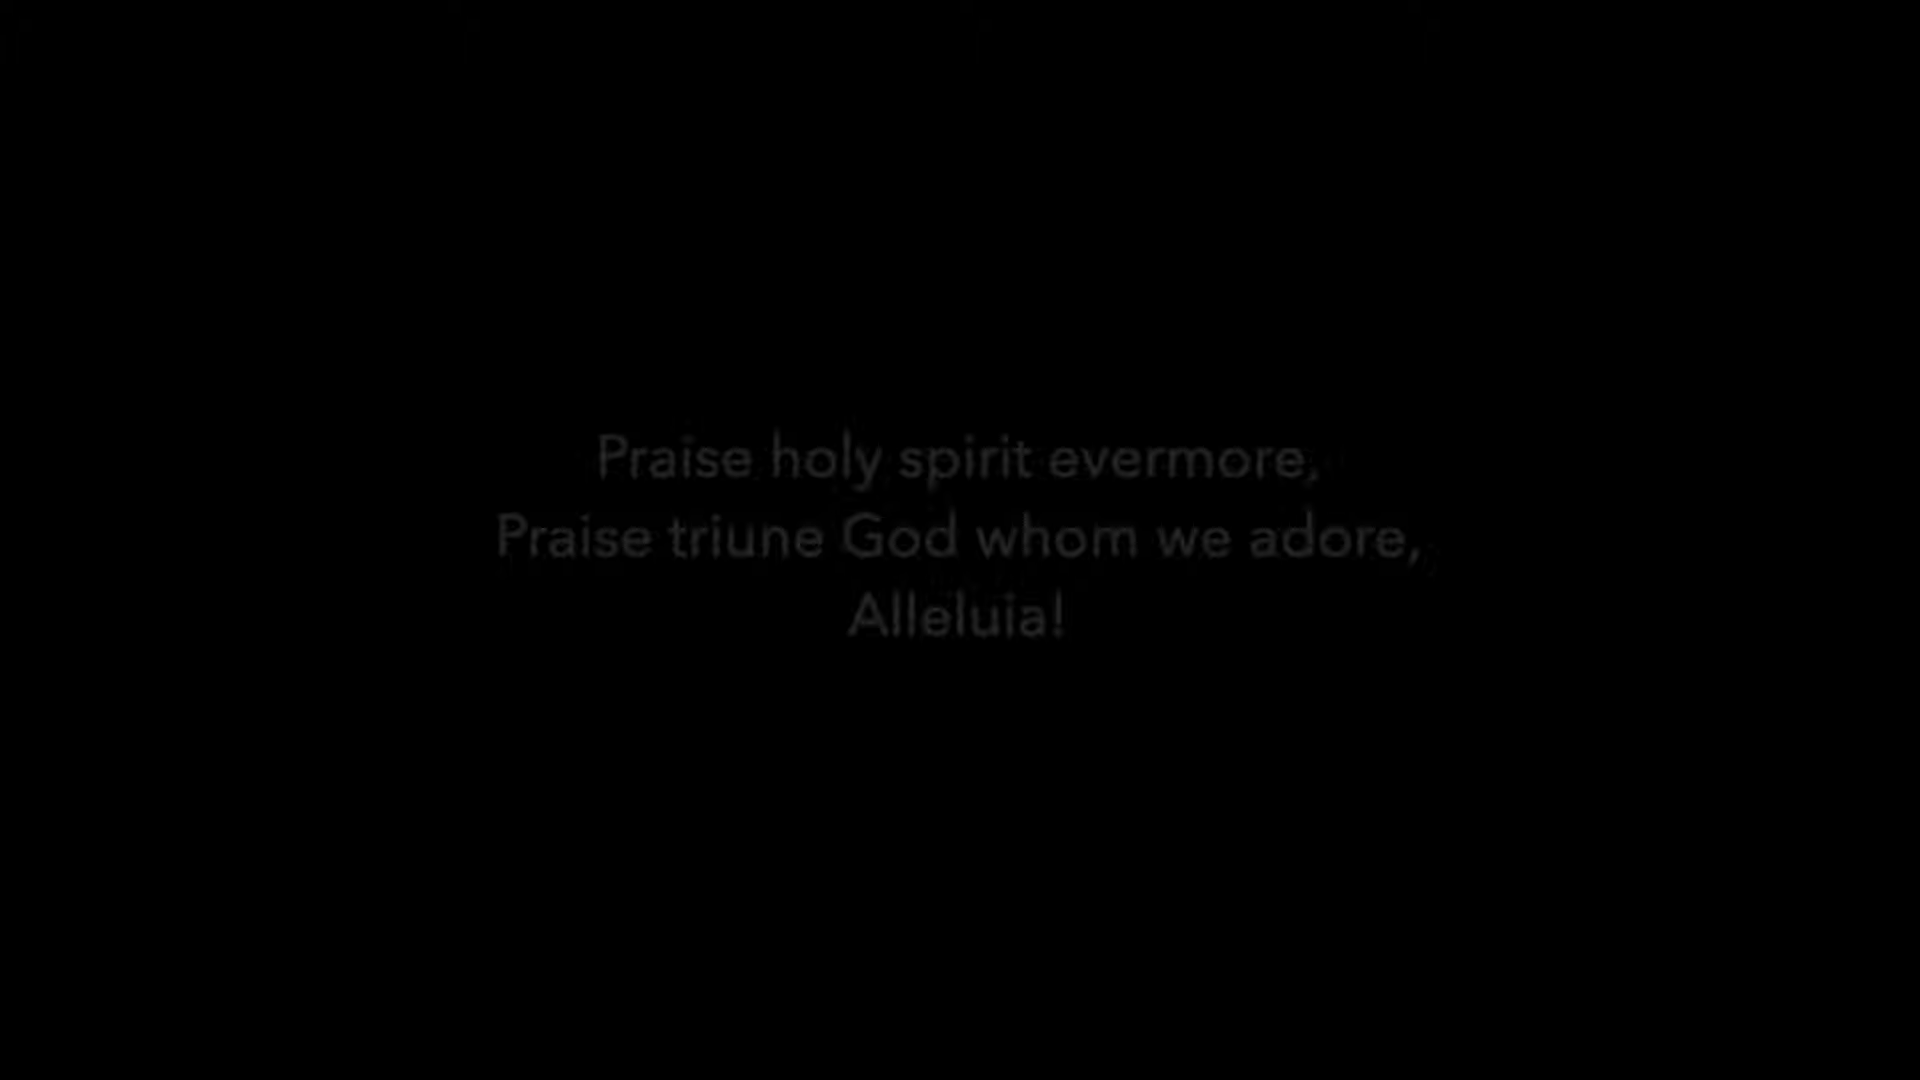 Praise holy spirit evermore,
Praise triune God whom we adore,
Alleluia!